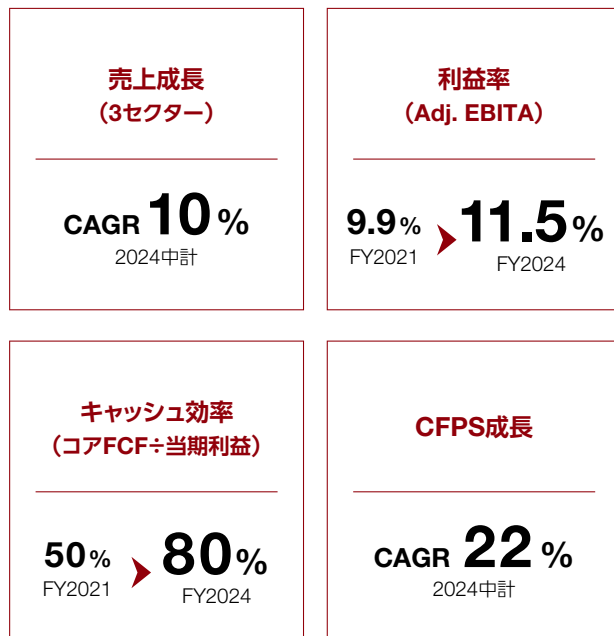 売上成長
（3セクター）
CAGR 10%
2024中計
利益率
（Adj. EBITA）
9.9% 11.5%
FY2021 FY2024
キャッシュ効率
（コアFCF÷当期利益）
50% 80%
FY2021 FY2024
CFPS成長
CAGR 22%
2024中計